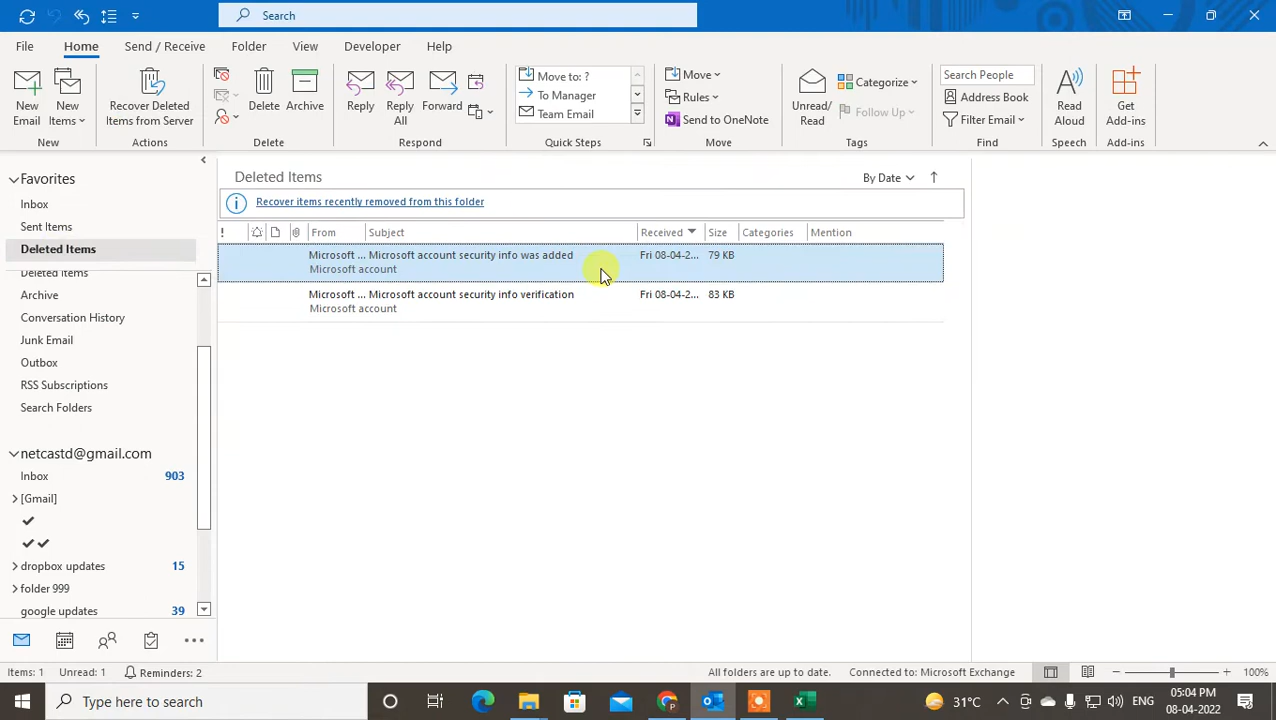 Search
File Home Send / Receive Folder View Developer Help
New Email
New Items
Recover Deleted Items from Server
Delete
Archive
Reply
Reply All
Forward
Move to: ?
To Manager
Team Email
Move
Rules
Send to OneNote
Unread/ Read
Categorize
Follow Up
Search People
Address Book
Filter Email
Read Aloud
Get Add-ins
New Actions Delete Respond Quick Steps Move Tags Find Speech Add-ins
Favorites
Inbox
Sent Items
Deleted Items
Deleted Items
Archive
Conversation History
Junk Email
Outbox
RSS Subscriptions
Search Folders
netcastd@gmail.com
Inbox 903
[Gmail]
dropbox updates 15
folder 999
google updates 39
Deleted Items By Date
Recover items recently removed from this folder
! From Subject Received Size Categories Mention
Microsoft ... Microsoft account security info was added Fri 08-04-2... 79 KB
Microsoft account
Microsoft ... Microsoft account security info verification Fri 08-04-2... 83 KB
Microsoft account
Items: 1 Unread: 1 Reminders: 2 All folders are up to date. Connected to: Microsoft Exchange 100%
Type here to search 31°C ENG 05:04 PM
08-04-2022